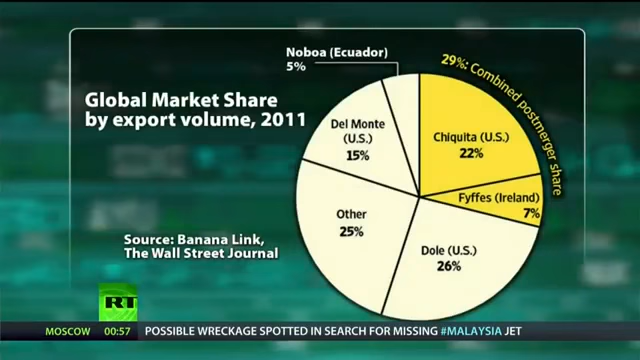 Noboa (Ecuador)
5%
29%: Combined postmerger share
Global Market Share
by export volume, 2011
Del Monte
(U.S.)
15%
Chiquita (U.S.)
22%
Fyffes (Ireland)
7%
Other
25%
Dole (U.S.)
26%
Source: Banana Link,
The Wall Street Journal
RT
MOSCOW 00:57 POSSIBLE WRECKAGE SPOTTED IN SEARCH FOR MISSING #MALAYSIA JET